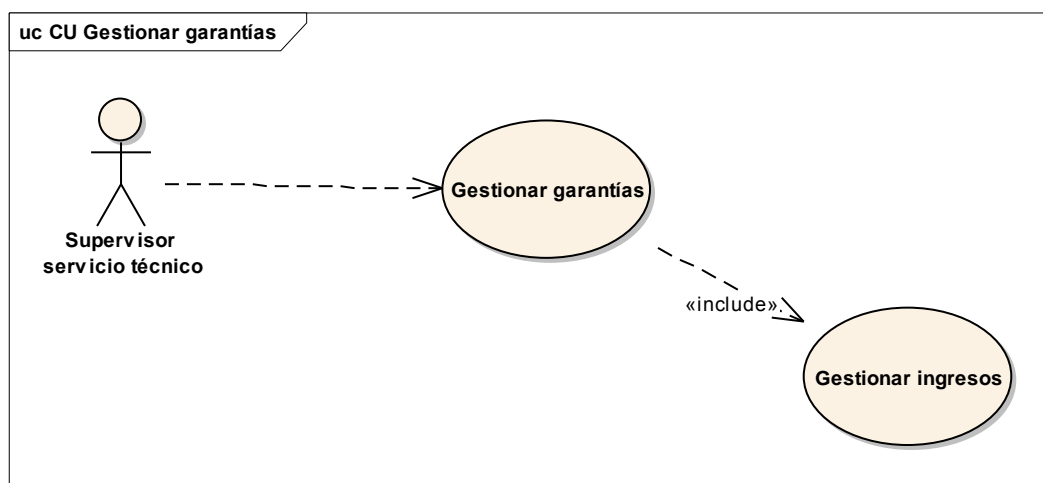 uc CU Gestionar garantías
Gestionar garantías
Supervisor
servicio técnico
«include»
Gestionar ingresos